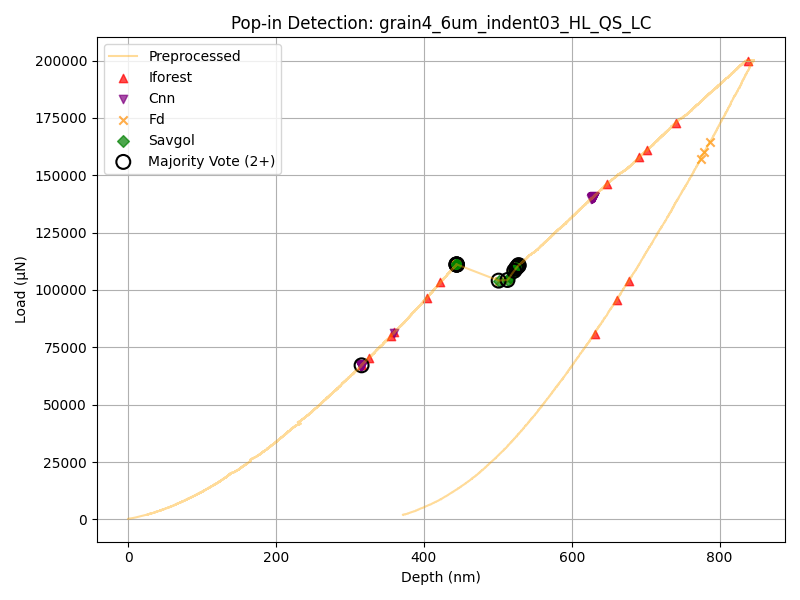 Pop-in Detection: grain4_6um_indent03_HL_QS_LC
Preprocessed
Iforest
Cnn
Fd
Savgol
Majority Vote (2+)
200000
175000
150000
125000
100000
75000
50000
25000
0
Load (µN)
0 200 400 600 800
Depth (nm)